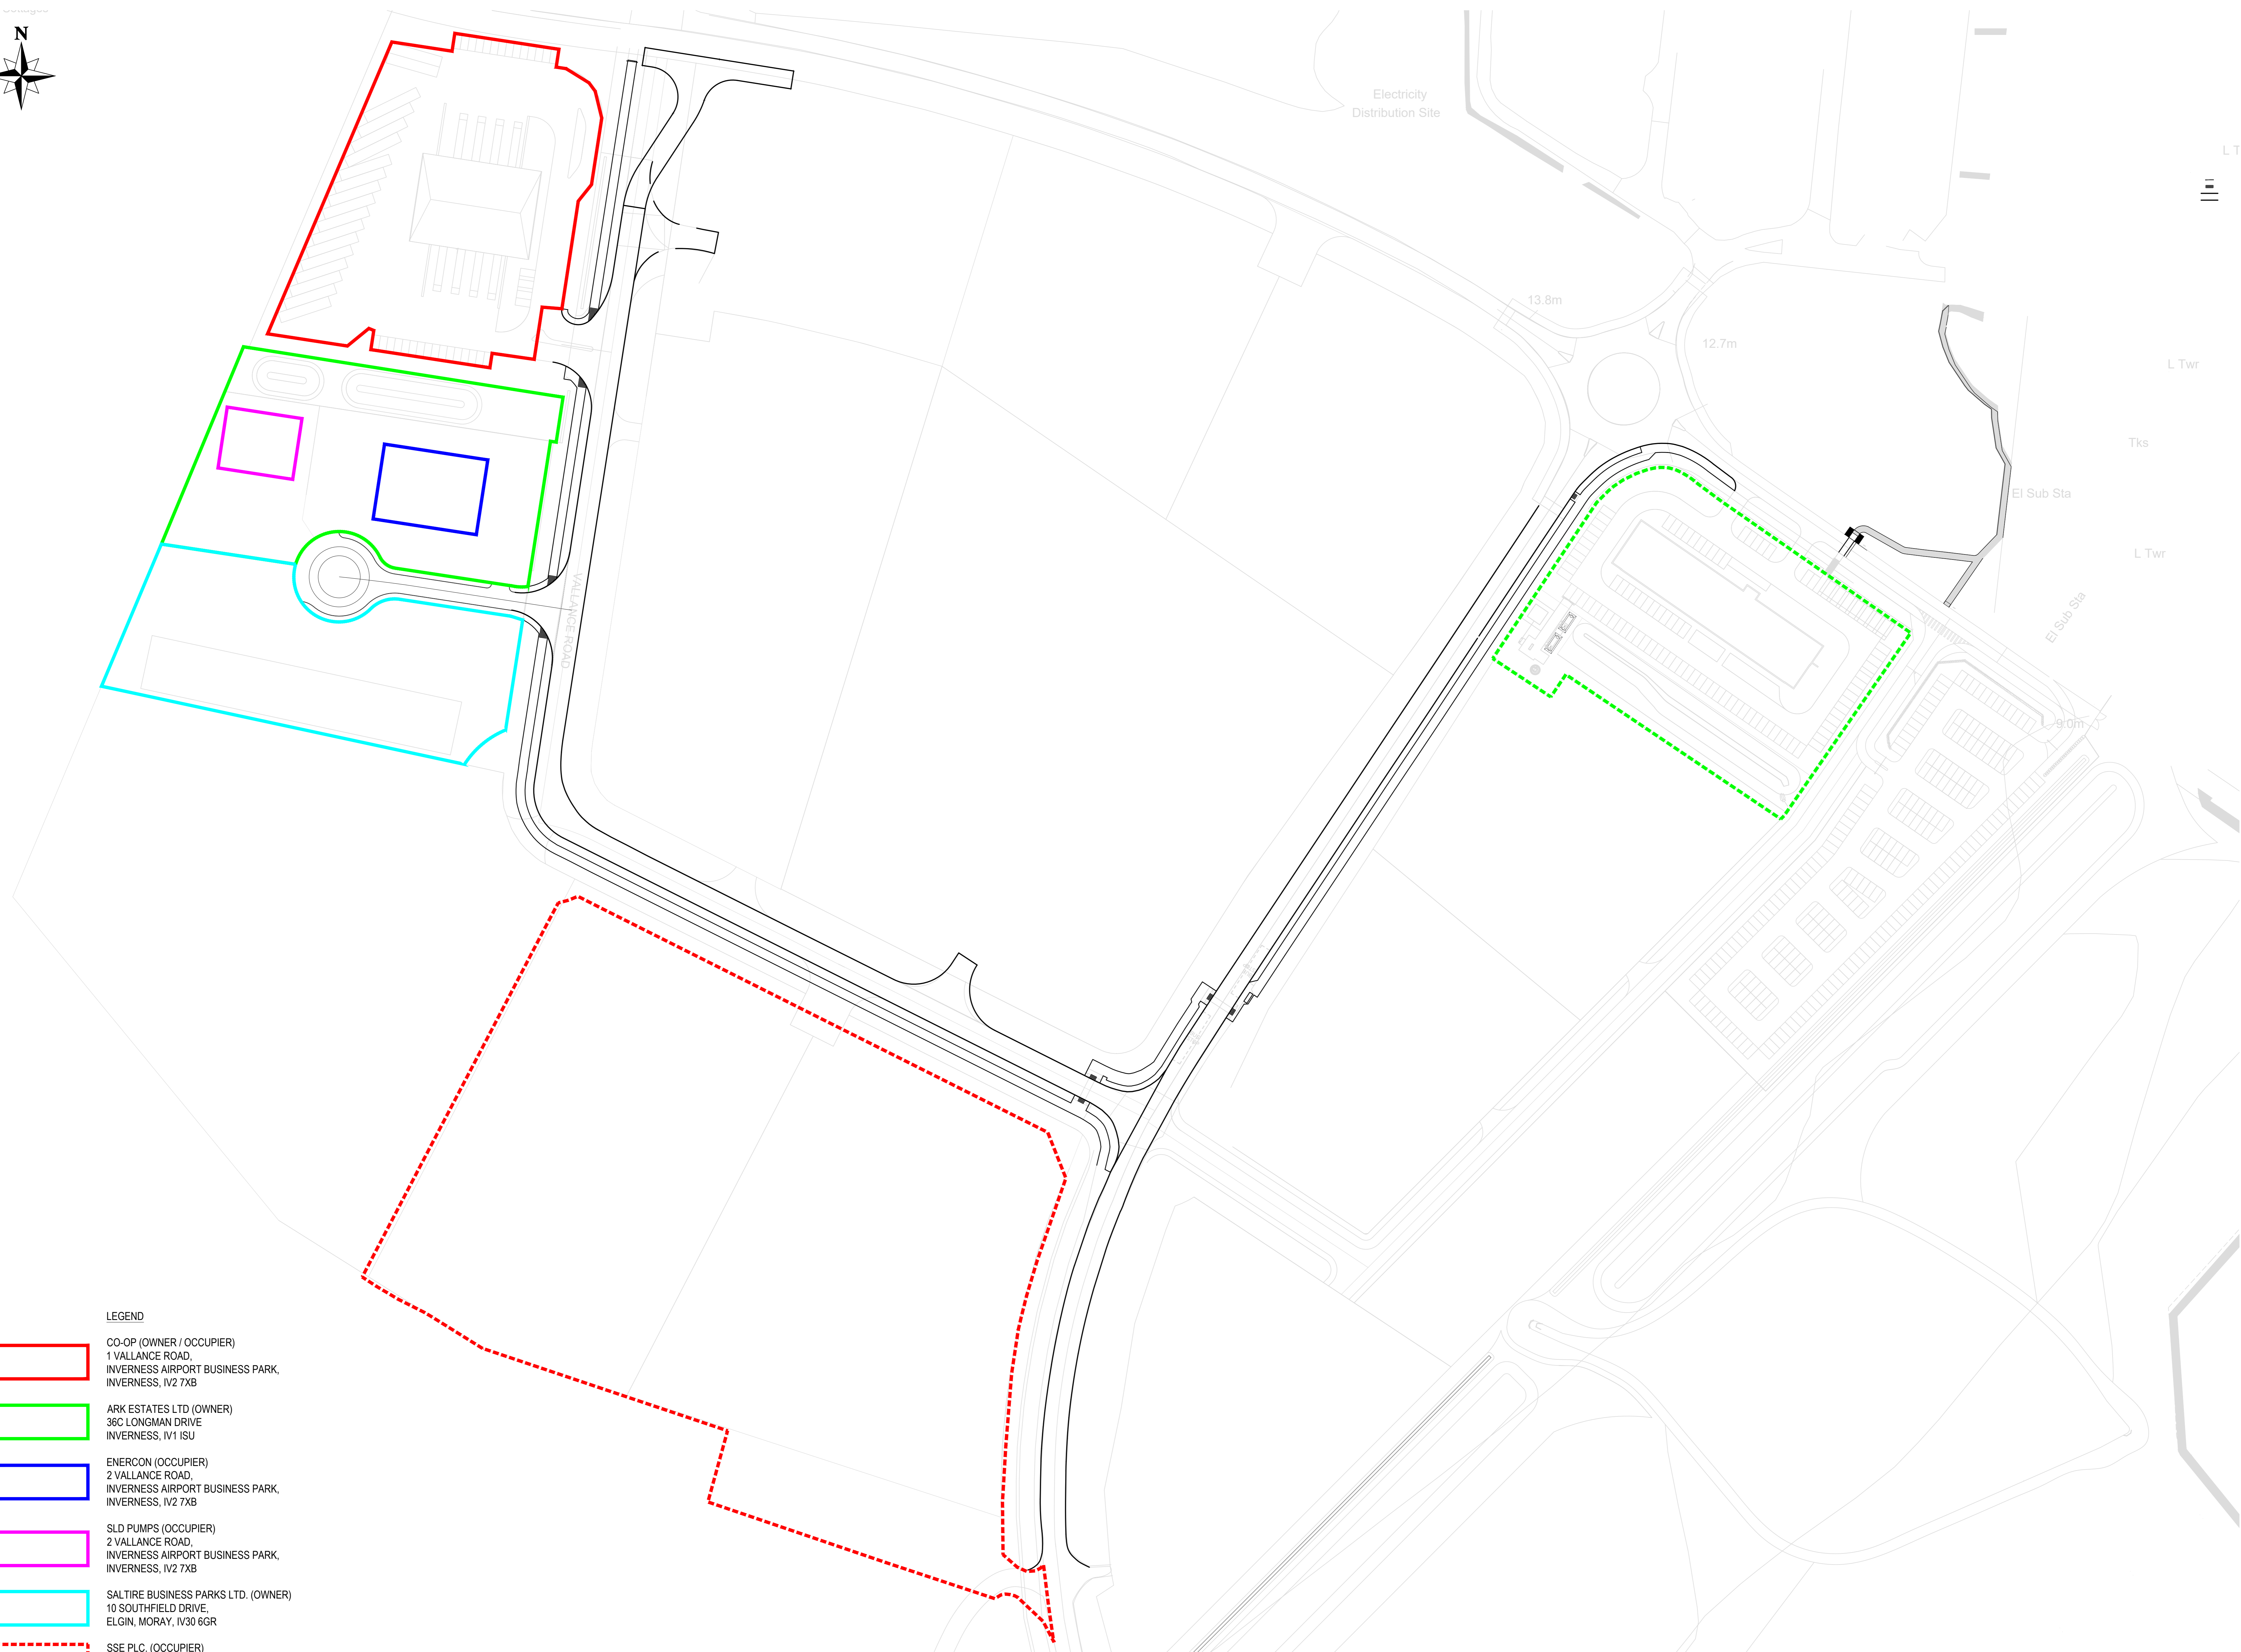 N
Electricity
Distribution Site
L T
13.8m
12.7m
L Twr
Tks
El Sub Sta
L Twr
El Sub Sta
9.0m
VALLANCE ROAD
LEGEND
CO-OP (OWNER / OCCUPIER)
1 VALLANCE ROAD,
INVERNESS AIRPORT BUSINESS PARK,
INVERNESS, IV2 7XB
ARK ESTATES LTD (OWNER)
36C LONGMAN DRIVE
INVERNESS, IV1 ISU
ENERCON (OCCUPIER)
2 VALLANCE ROAD,
INVERNESS AIRPORT BUSINESS PARK,
INVERNESS, IV2 7XB
SLD PUMPS (OCCUPIER)
2 VALLANCE ROAD,
INVERNESS AIRPORT BUSINESS PARK,
INVERNESS, IV2 7XB
SALTIRE BUSINESS PARKS LTD. (OWNER)
10 SOUTHFIELD DRIVE,
ELGIN, MORAY, IV30 6GR
SSE PLC. (OCCUPIER)